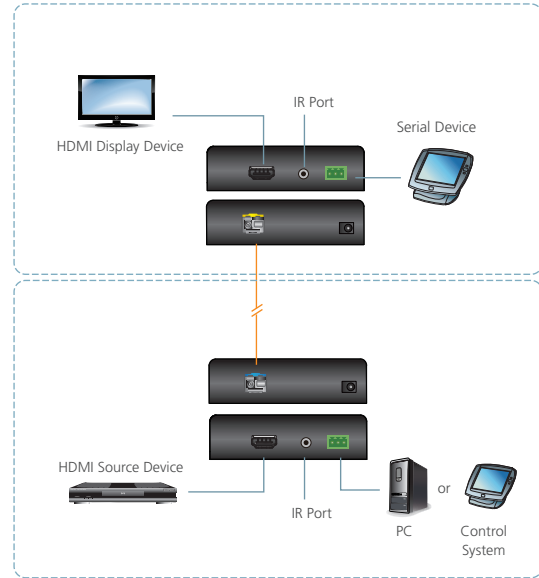 IR Port
Serial Device
HDMI Display Device
HDMI Source Device
IR Port
or
PC
Control
System